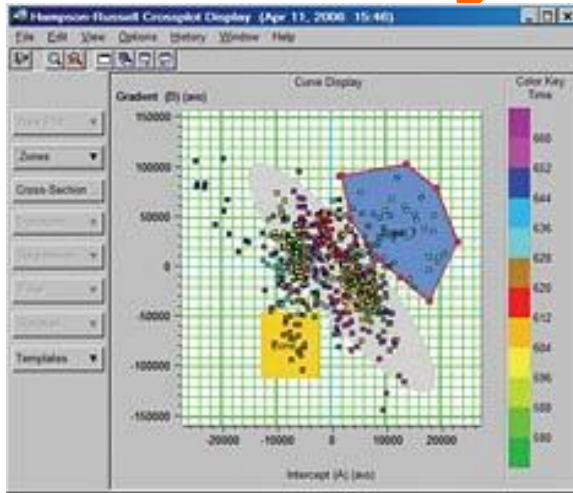 Hampson-Russell Crossplot Display (Apr 11, 2006 15:46)
File Edit View Options History Window Help
Curve Display
Color Key
Time
Gradient (B) (avo)
Zones
Cross-Section
Templates
150000
100000
50000
0
-50000
-100000
-150000
-20000
-10000
0
10000
20000
Intercept (A) (avo)
660
652
644
636
628
620
612
604
596
588
580